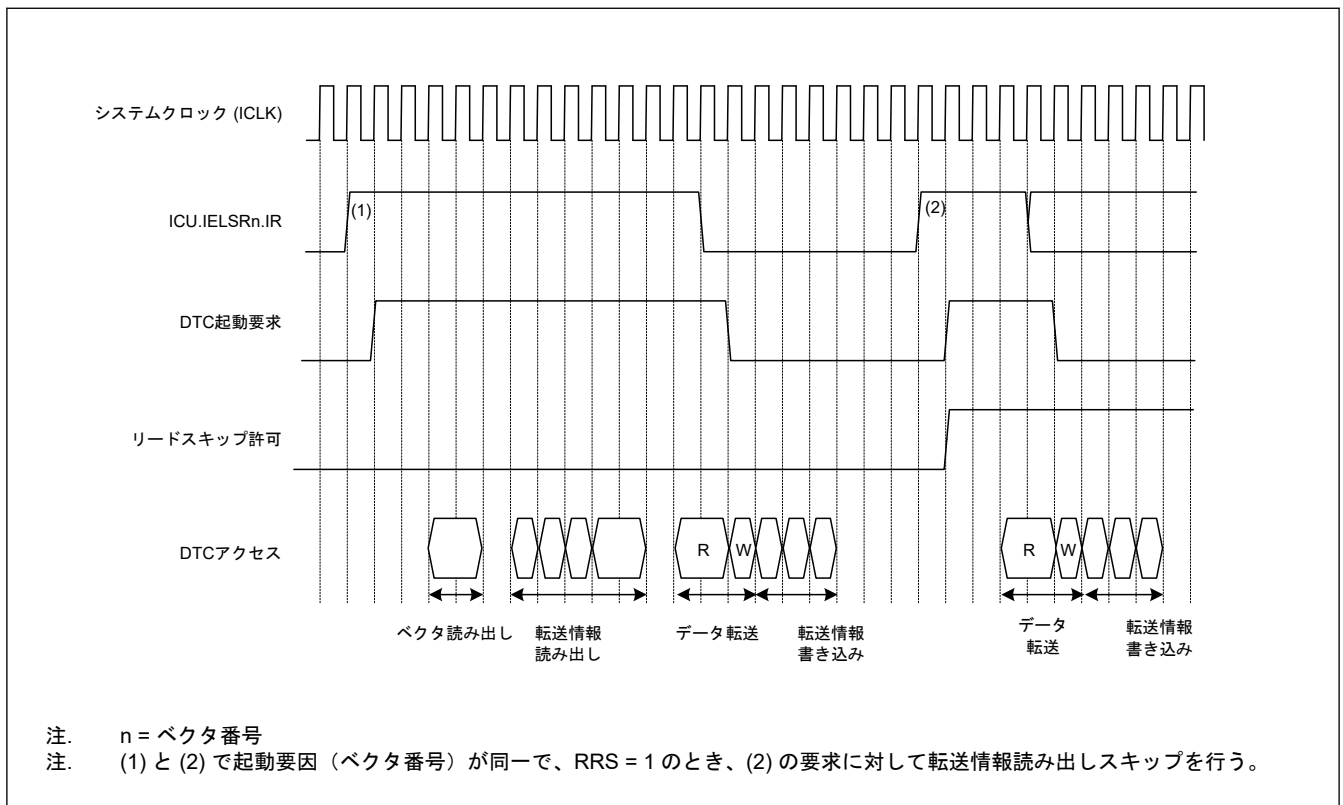 システムクロック (ICLK)
ICU.IELSRn.IR
(1)
(2)
DTC起動要求
リードスキップ許可
DTCアクセス
R
W
R
W
ベクタ読み出し
転送情報
読み出し
データ転送
転送情報
書き込み
データ
転送
転送情報
書き込み
注. n = ベクタ番号
注. (1) と (2) で起動要因（ベクタ番号）が同一で、RRS = 1 のとき、(2) の要求に対して転送情報読み出しスキップを行う。